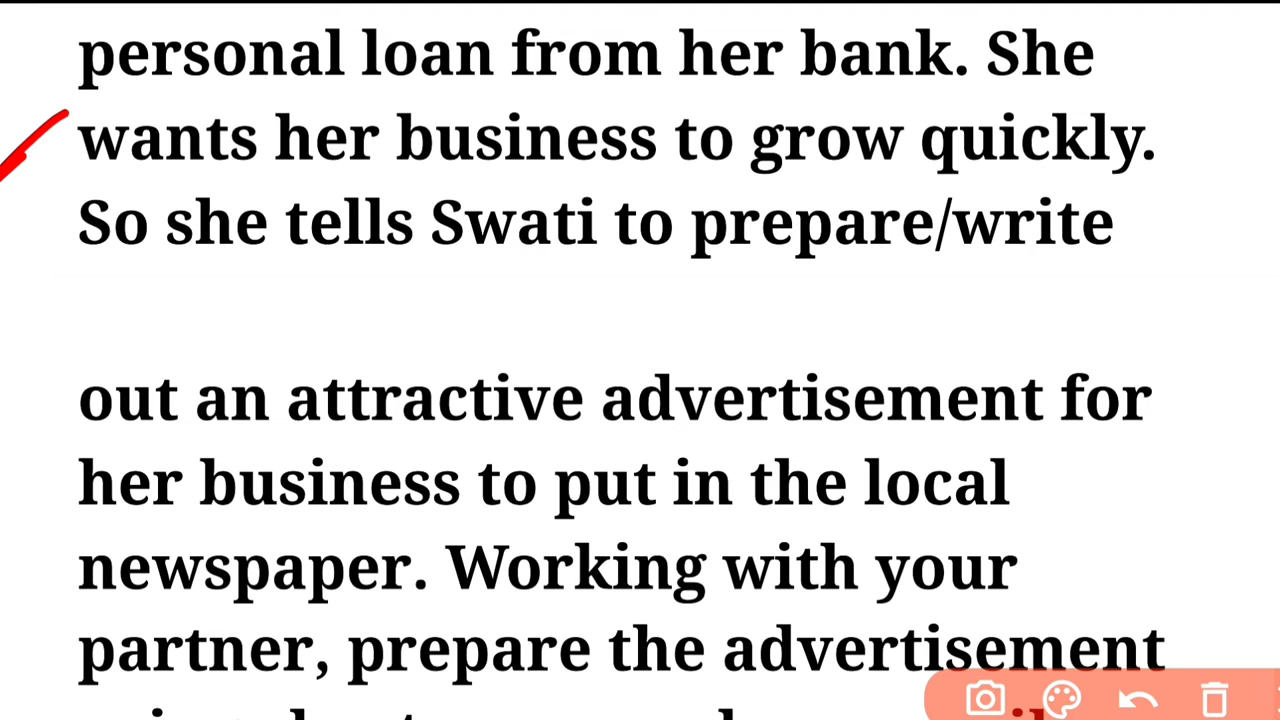 personal loan from her bank. She
wants her business to grow quickly.
So she tells Swati to prepare/write
out an attractive advertisement for
her business to put in the local
newspaper. Working with your
partner, prepare the advertisement